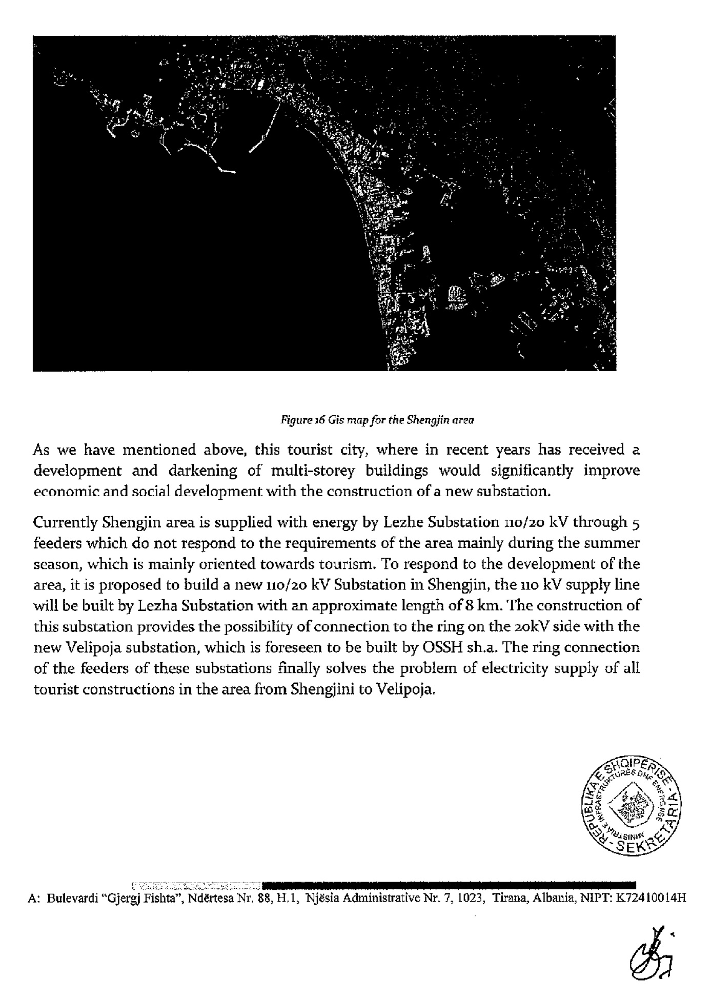 Figure 16 Gis map for the Shengjin area
As we have mentioned above, this tourist city, where in recent years has received a
development and darkening of multi-storey buildings would significantly improve
economic and social development with the construction of a new substation.
Currently Shengjin area is supplied with energy by Lezhe Substation 110/20 kV through 5
feeders which do not respond to the requirements of the area mainly during the summer
season, which is mainly oriented towards tourism. To respond to the development of the
area, it is proposed to build a new 110/20 kV Substation in Shengjin, the 110 kV supply line
will be built by Lezha Substation with an approximate length of 8 km. The construction of
this substation provides the possibility of connection to the ring on the 20kV side with the
new Velipoja substation, which is foreseen to be built by OSSH sh.a. The ring connection
of the feeders of these substations finally solves the problem of electricity supply of all
tourist constructions in the area from Shengjini to Velipoja.
REPUBLIKA E SHQIPËRISË - SEKRETARIA -
MINISTRIA E INFRASTRUKTURËS DHE ENERGJISË
A: Bulevardi “Gjergj Fishta”, Ndërtesa Nr. 88, H.1, Njësia Administrative Nr. 7, 1023, Tirana, Albania, NIPT: K72410014H